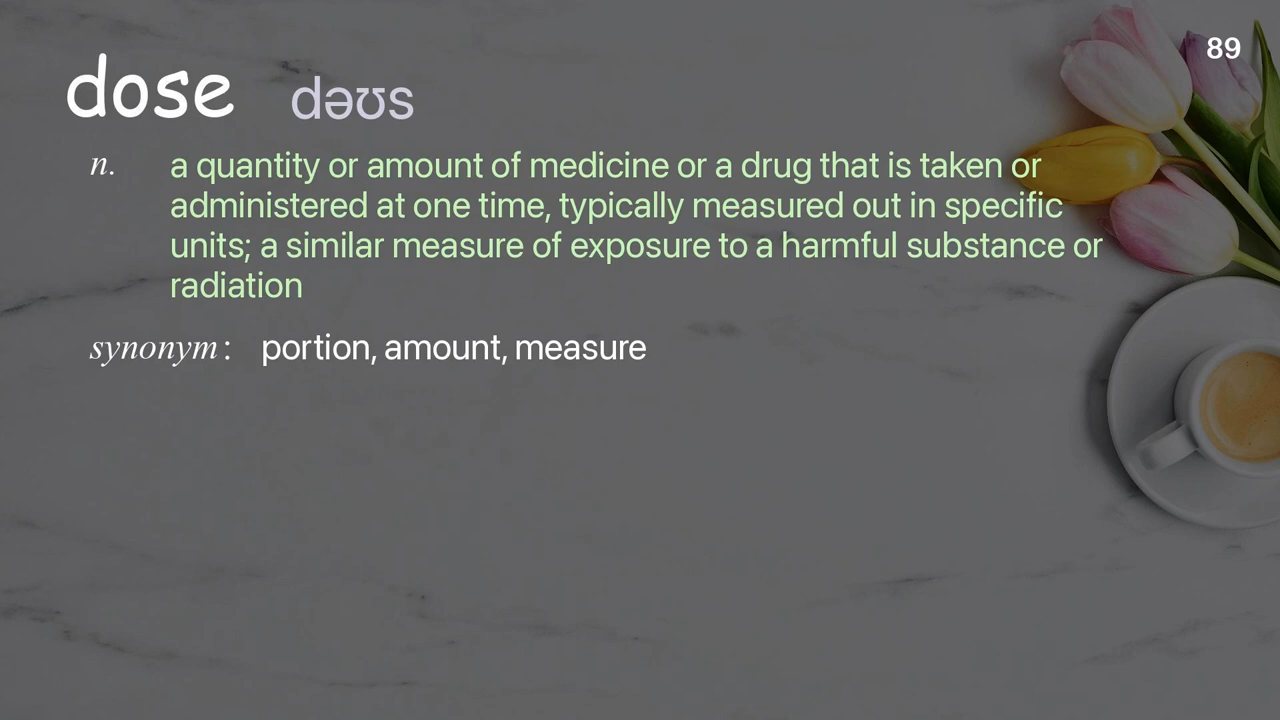 89
dose dəʊs
n. a quantity or amount of medicine or a drug that is taken or
administered at one time, typically measured out in specific
units; a similar measure of exposure to a harmful substance or
radiation
synonym: portion, amount, measure